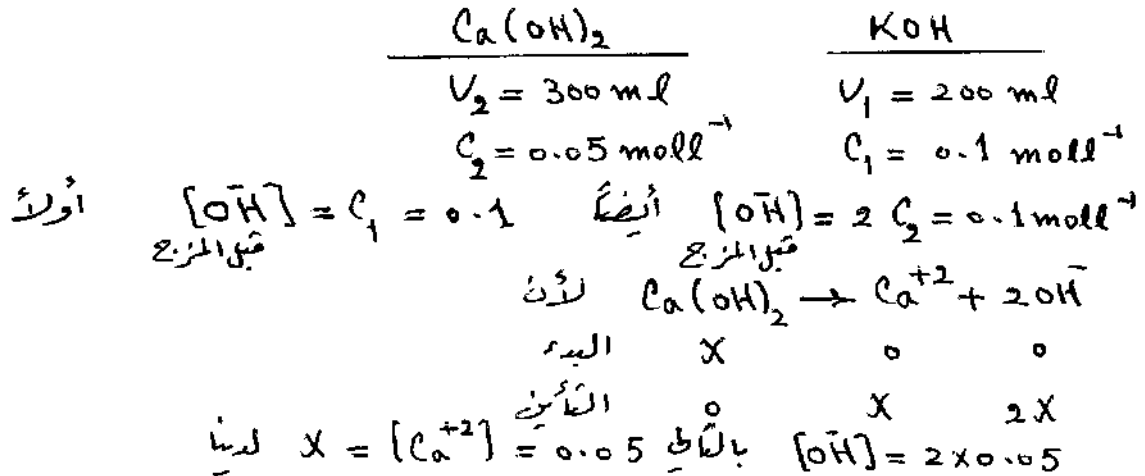 Ca(OH)₂ KOH
V₂ = 300 ml V₁ = 200 ml
C₂ = 0.05 moll⁻¹ C₁ = 0.1 moll⁻¹
أولاً [OH⁻] = C₁ = 0.1 أيضاً [OH⁻] = 2 C₂ = 0.1 moll⁻¹
قبل المزج قبل المزج
لأن Ca(OH)₂ → Ca⁺² + 2OH⁻
البدء X 0 0
التأين 0 X 2X
لدينا X = [Ca⁺²] = 0.05 بالتالي [OH⁻] = 2×0.05